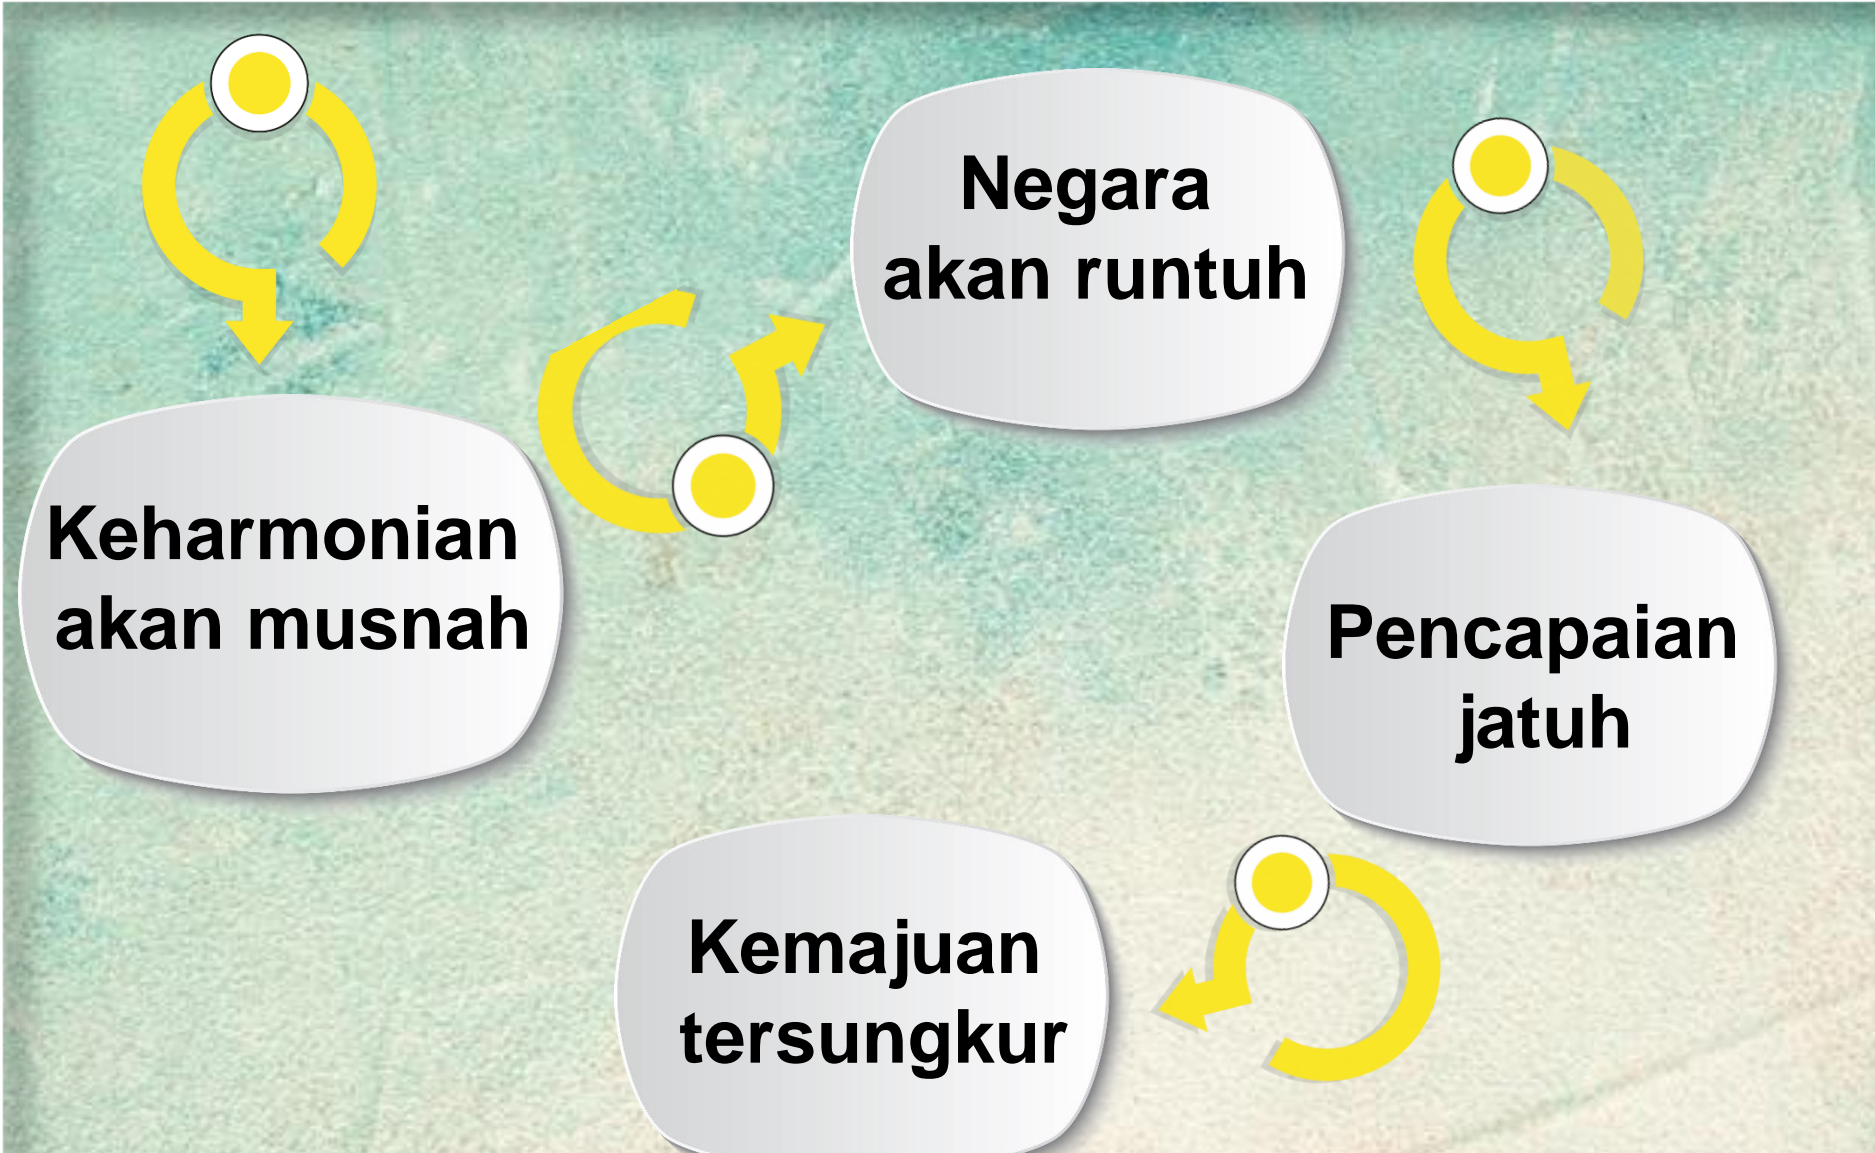 Keharmonian
akan musnah
Negara
akan runtuh
Pencapaian
jatuh
Kemajuan
tersungkur